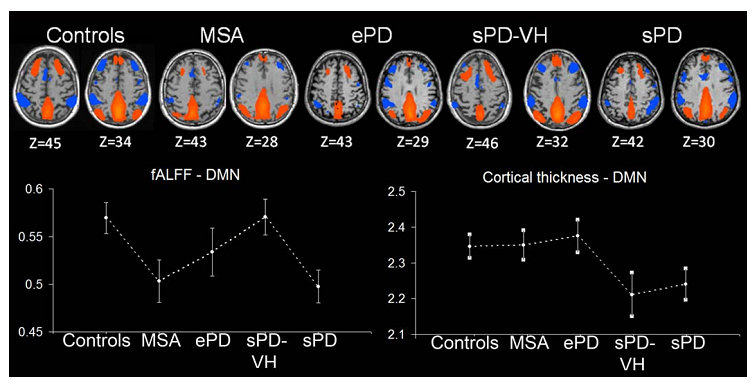 Controls MSA ePD sPD-VH sPD
Z=45 Z=34 Z=43 Z=28 Z=43 Z=29 Z=46 Z=32 Z=42 Z=30
fALFF - DMN
0.6
0.55
0.5
0.45
Controls MSA ePD sPD- sPD
VH
Cortical thickness - DMN
2.5
2.4
2.3
2.2
2.1
Controls MSA ePD sPD- sPD
VH